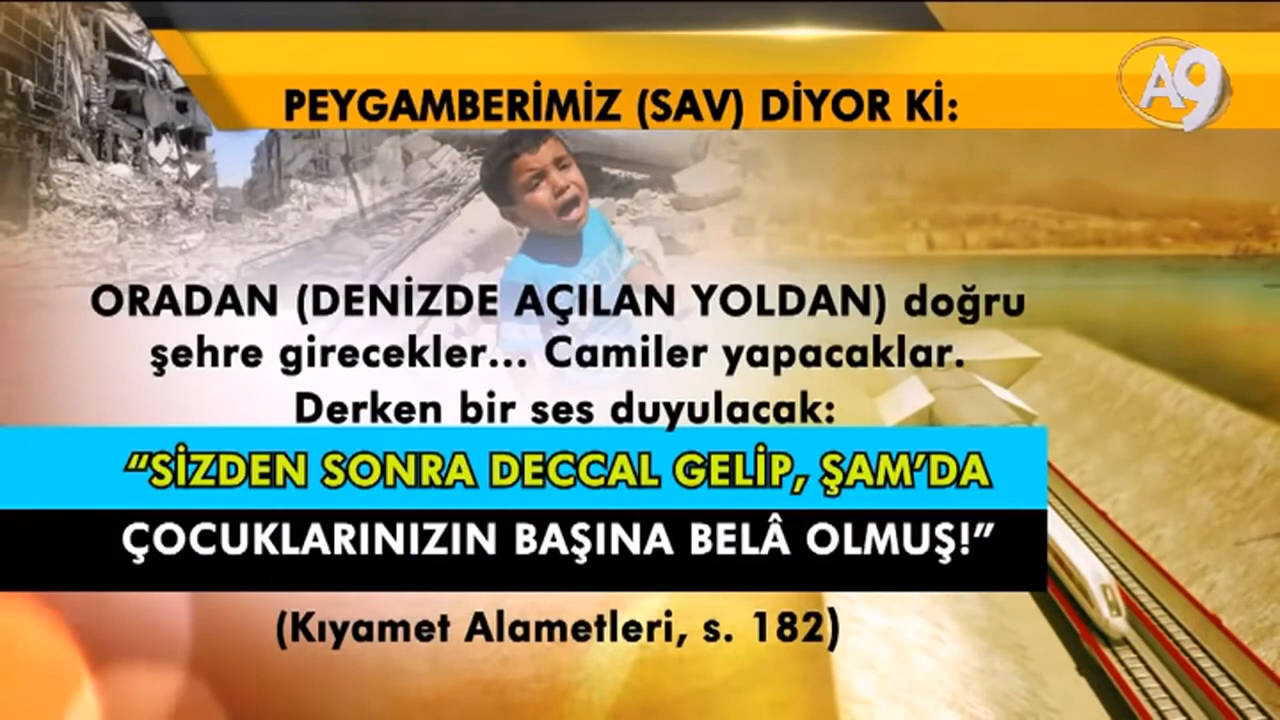 PEYGAMBERİMİZ (SAV) DİYOR Kİ:
A9
ORADAN (DENİZDE AÇILAN YOLDAN) doğru
şehre girecekler... Camiler yapacaklar.
Derken bir ses duyulacak:
“SİZDEN SONRA DECCAL GELİP, ŞAM’DA
ÇOCUKLARINIZIN BAŞINA BELÂ OLMUŞ!”
(Kıyamet Alametleri, s. 182)